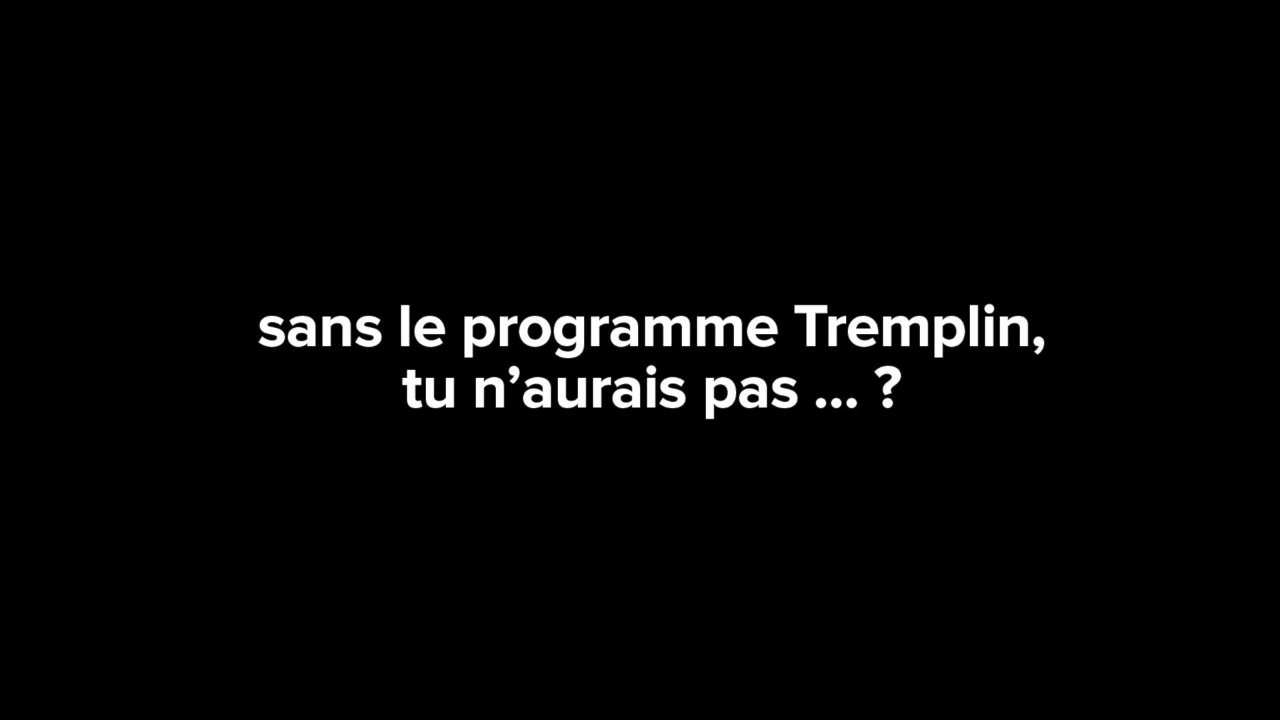 sans le programme Tremplin,
tu n’aurais pas ... ?